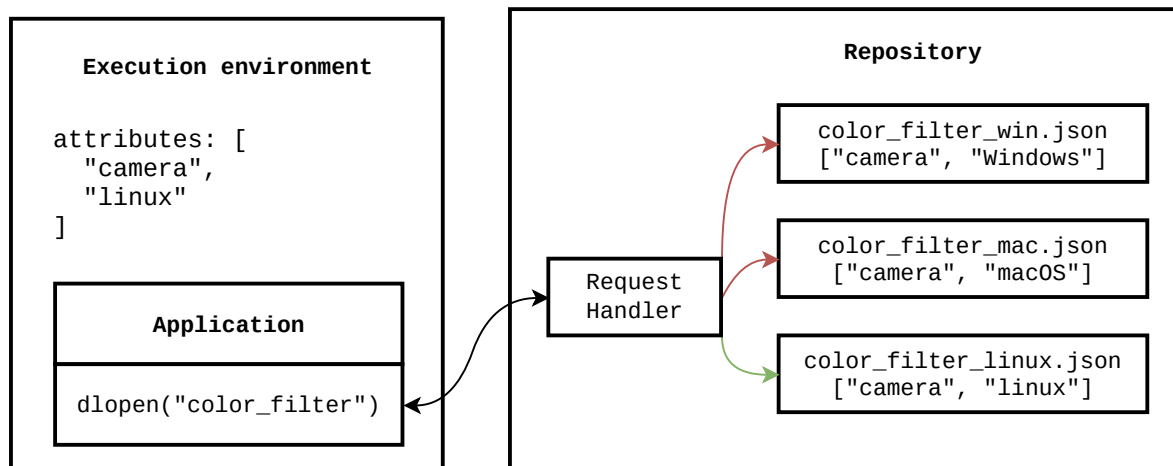 Execution environment
attributes: [
"camera",
"linux"
]
Application
dlopen("color_filter")
Repository
Request
Handler
color_filter_win.json
["camera", "Windows"]
color_filter_mac.json
["camera", "macOS"]
color_filter_linux.json
["camera", "linux"]